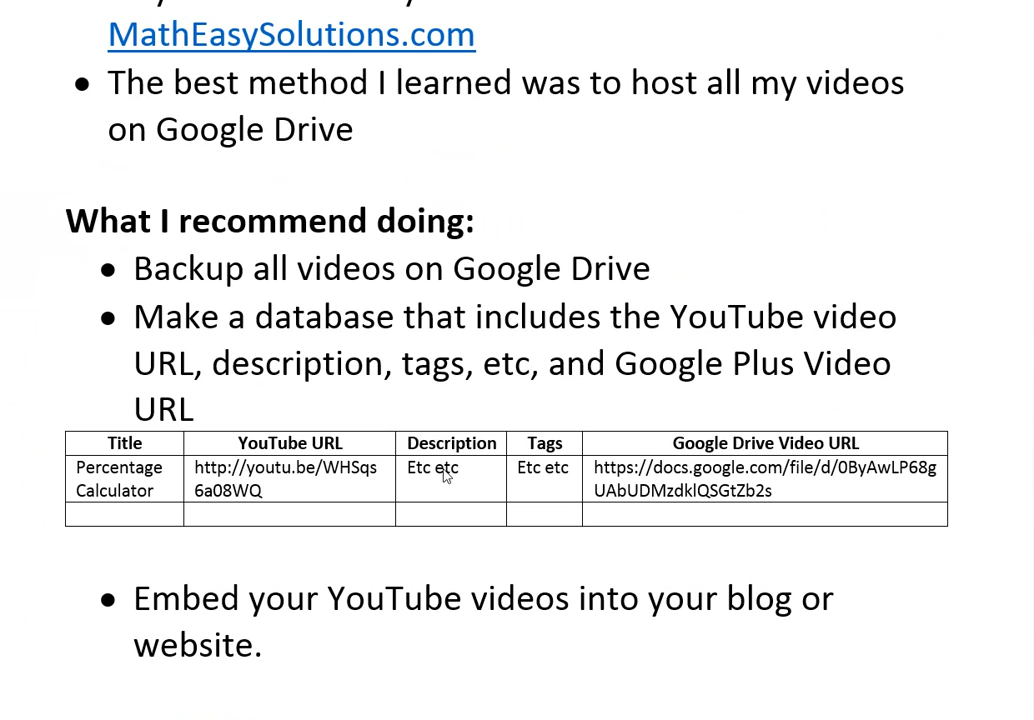 MathEasySolutions.com
• The best method I learned was to host all my videos
on Google Drive
What I recommend doing:
• Backup all videos on Google Drive
• Make a database that includes the YouTube video
URL, description, tags, etc, and Google Plus Video
URL
Title YouTube URL Description Tags Google Drive Video URL
Percentage http://youtu.be/WHSqs Etc etc Etc etc https://docs.google.com/file/d/0ByAwLP68g
Calculator 6a08WQ UAbUDMzdklQSGtZb2s
• Embed your YouTube videos into your blog or
website.